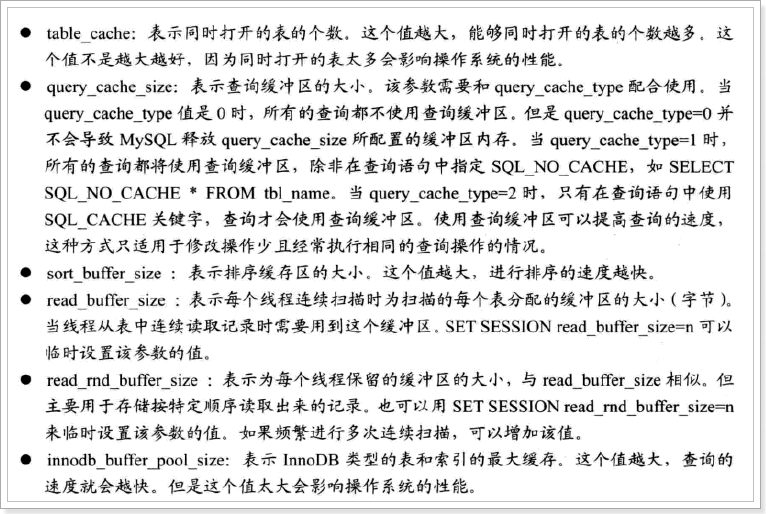 ● table_cache：表示同时打开的表的个数。这个值越大，能够同时打开的表的个数越多。这
个值不是越大越好，因为同时打开的表太多会影响操作系统的性能。
● query_cache_size：表示查询缓冲区的大小。该参数需要和 query_cache_type 配合使用。当
query_cache_type 值是 0 时，所有的查询都不使用查询缓冲区。但是 query_cache_type=0 并
不会导致 MySQL 释放 query_cache_size 所配置的缓冲区内存。当 query_cache_type=1 时，
所有的查询都将使用查询缓冲区，除非在查询语句中指定 SQL_NO_CACHE，如 SELECT
SQL_NO_CACHE * FROM tbl_name。当 query_cache_type=2 时，只有在查询语句中使用
SQL_CACHE 关键字，查询才会使用查询缓冲区。使用查询缓冲区可以提高查询的速度，
这种方式只适用于修改操作少且经常执行相同的查询操作的情况。
● sort_buffer_size ：表示排序缓存区的大小。这个值越大，进行排序的速度越快。
● read_buffer_size ：表示每个线程连续扫描时为扫描的每个表分配的缓冲区的大小（字节）。
当线程从表中连续读取记录时需要用到这个缓冲区。SET SESSION read_buffer_size=n 可以
临时设置该参数的值。
● read_rnd_buffer_size ：表示为每个线程保留的缓冲区的大小，与 read_buffer_size 相似。但
主要用于存储按特定顺序读取出来的记录。也可以用 SET SESSION read_rnd_buffer_size=n
来临时设置该参数的值。如果频繁进行多次连续扫描，可以增加该值。
● innodb_buffer_pool_size：表示 InnoDB 类型的表和索引的最大缓存。这个值越大，查询的
速度就会越快。但是这个值太大会影响操作系统的性能。